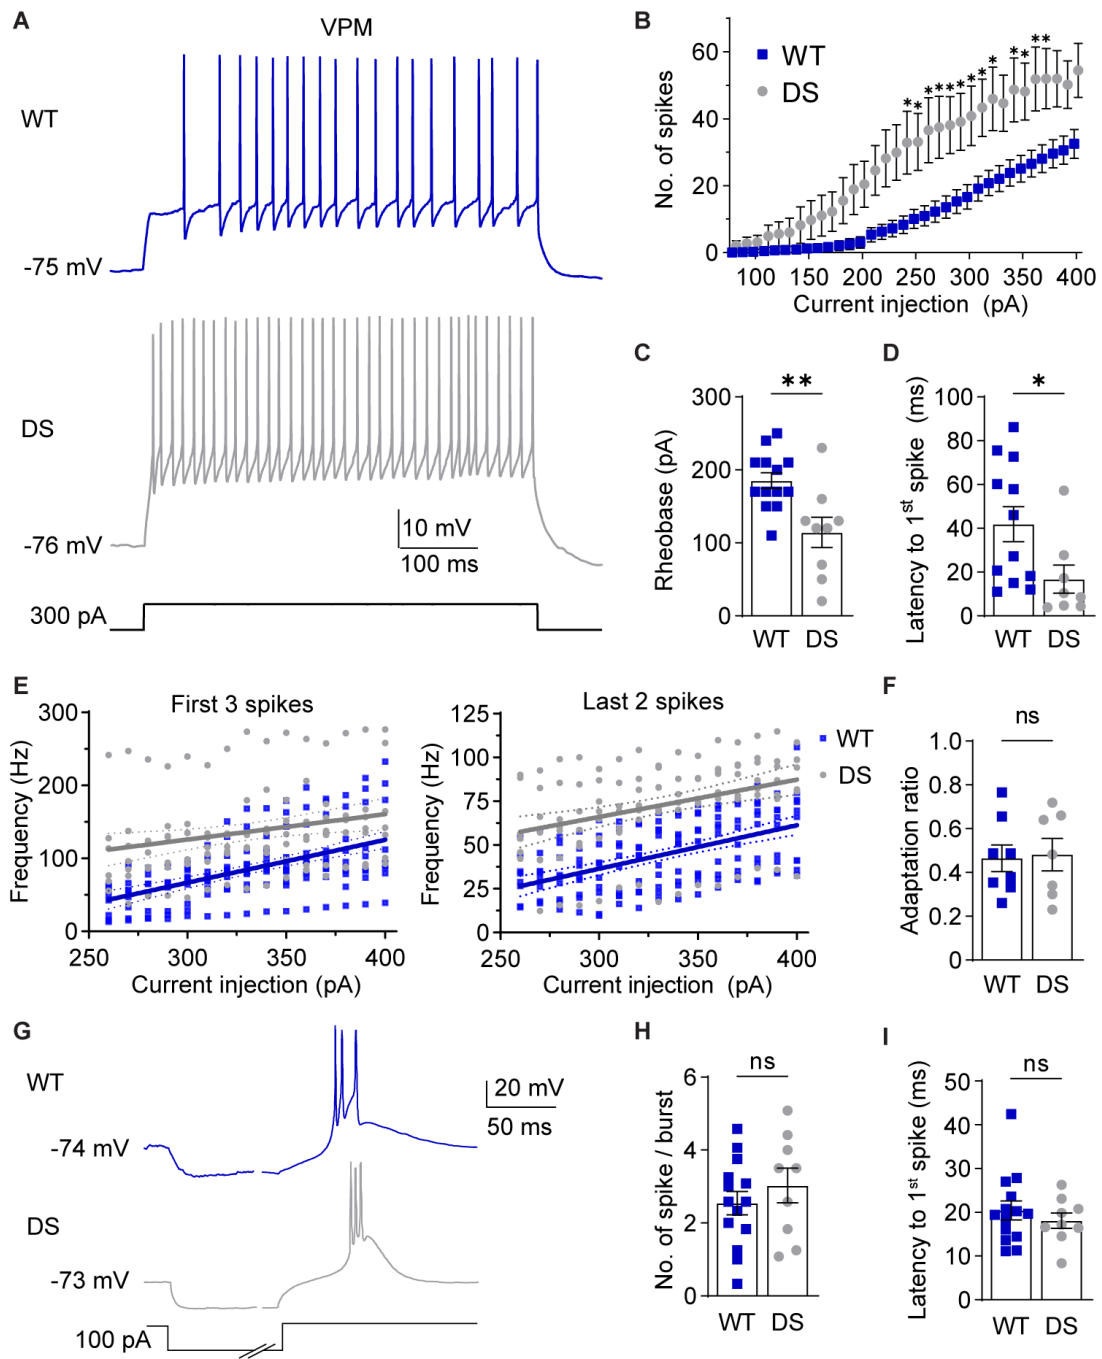 A
VPM
WT
-75 mV
DS
-76 mV
10 mV
100 ms
300 pA
B
WT
DS
No. of spikes
60
40
20
0
* * * * * * * * * * * * *
100 150 200 250 300 350 400
Current injection (pA)
C
**
Rheobase (pA)
300
200
100
0
WT DS
D
*
Latency to 1st spike (ms)
100
80
60
40
20
0
WT DS
E
First 3 spikes
Frequency (Hz)
300
200
100
0
250 300 350 400
Current injection (pA)
Last 2 spikes
Frequency (Hz)
125
100
75
50
25
0
250 300 350 400
Current injection (pA)
WT
DS
F
ns
Adaptation ratio
1.0
0.8
0.6
0.4
0.2
0
WT DS
G
WT
-74 mV
20 mV
50 ms
DS
-73 mV
100 pA
H
ns
No. of spike / burst
6
4
2
0
WT DS
I
ns
Latency to 1st spike (ms)
50
40
30
20
10
0
WT DS